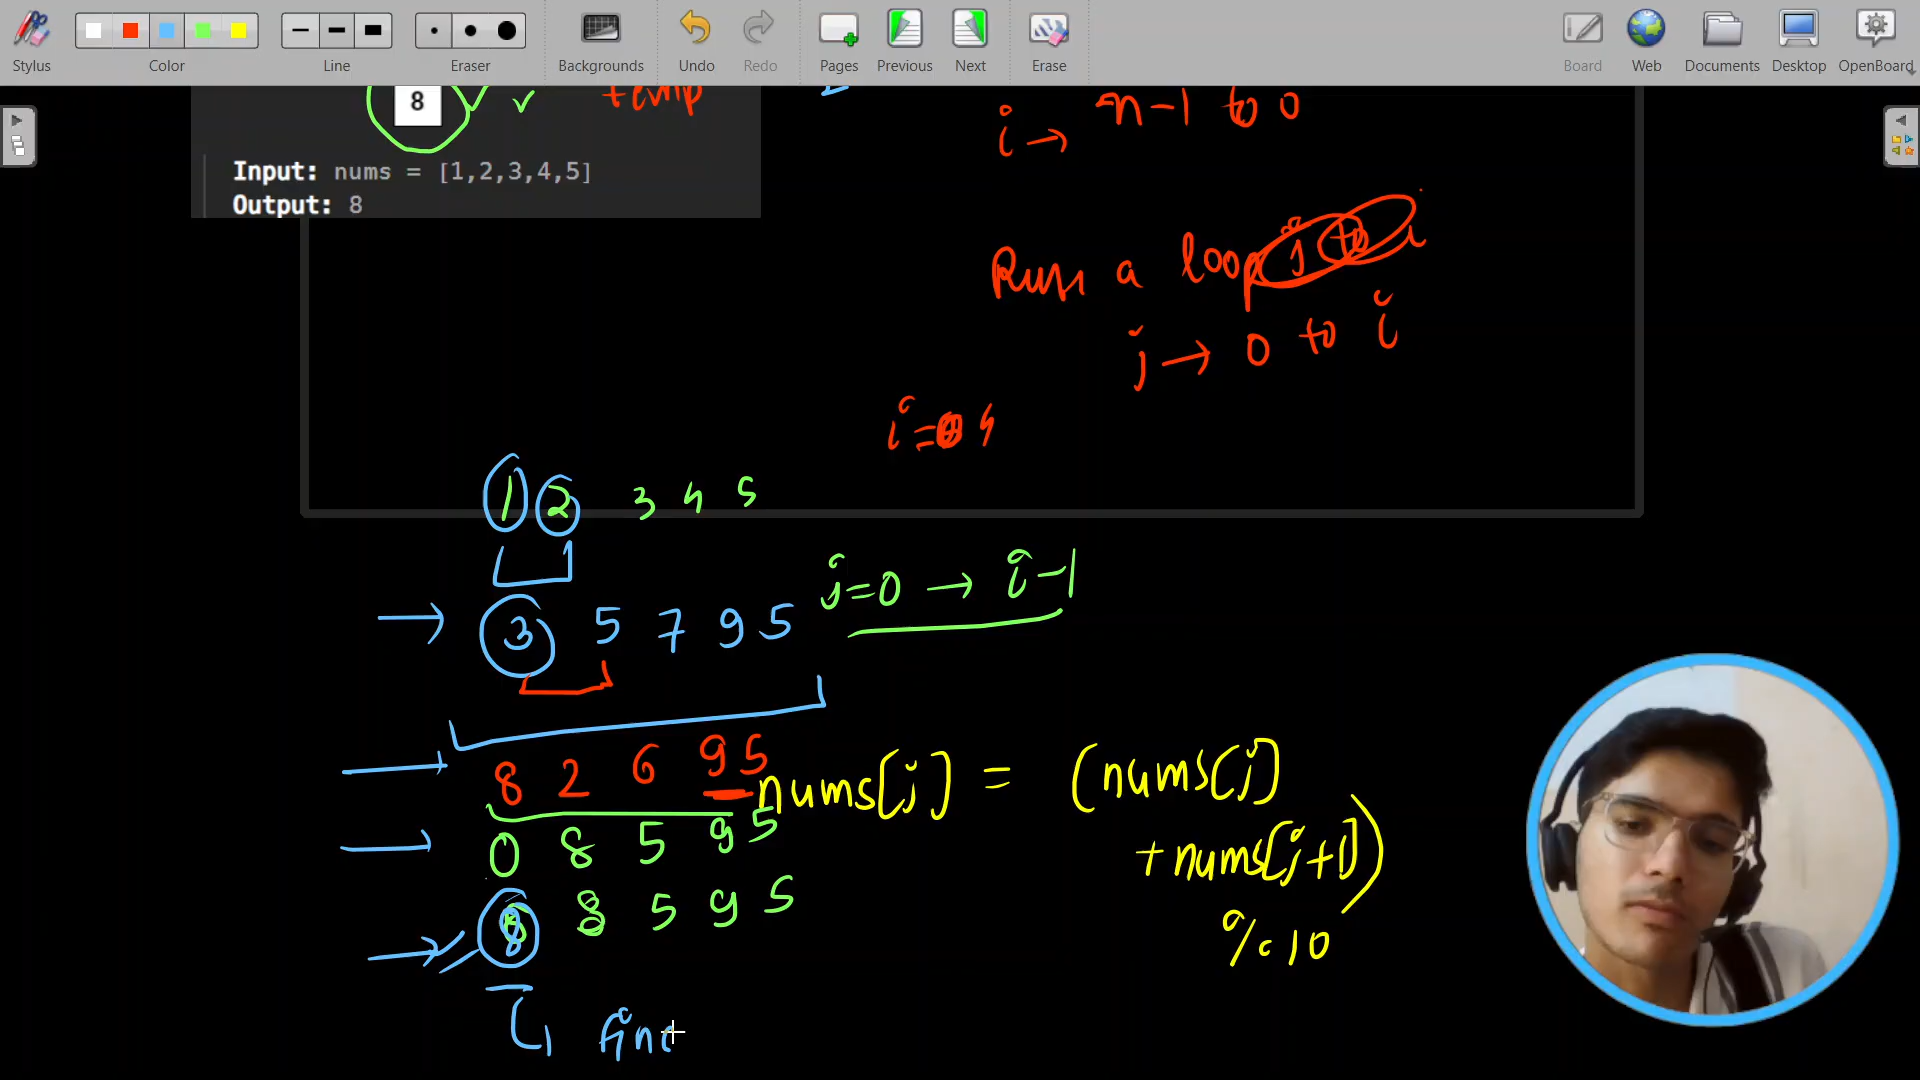 Stylus
Color
Line
Eraser
Backgrounds
Undo
Redo
Pages
Previous
Next
Erase
Board
Web
Documents
Desktop
OpenBoard
8
temp
i → n-1 to 0
Input: nums = [1,2,3,4,5]
Output: 8
Run a loop j to i
j → 0 to i
i = 4
1 2 3 4 5
j=0 → i-1
3 5 7 9 5
8 2 6 9 5
nums[j] = (nums[j]
+ nums[j+1])
% 10
0 8 5 9 5
8 8 5 9 5